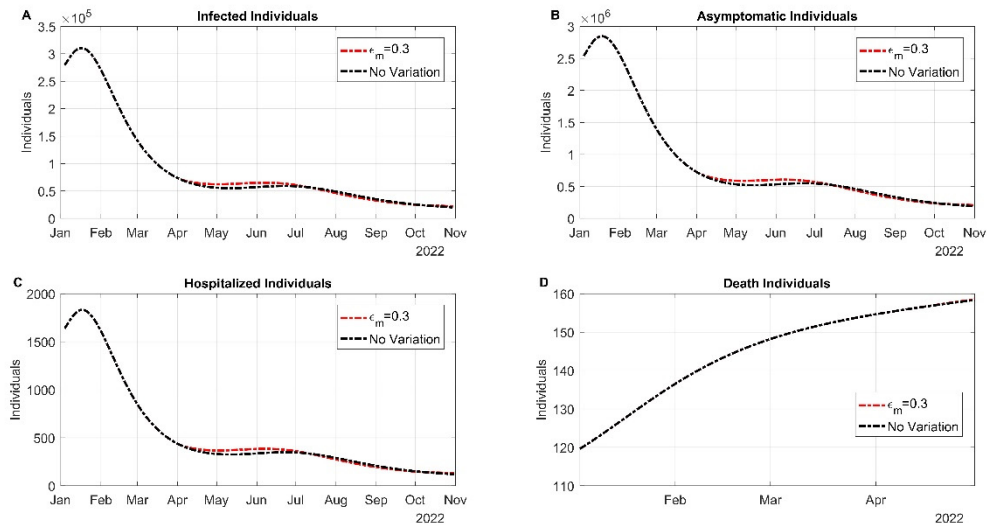 A
Infected Individuals
×10⁵
3.5
3
2.5
2
1.5
1
0.5
0
Individuals
ϵm=0.3
No Variation
Jan Feb Mar Apr May Jun Jul Aug Sep Oct Nov
2022
B
Asymptomatic Individuals
×10⁶
3
2.5
2
1.5
1
0.5
0
Individuals
ϵm=0.3
No Variation
Jan Feb Mar Apr May Jun Jul Aug Sep Oct Nov
2022
C
Hospitalized Individuals
2000
1500
1000
500
0
Individuals
ϵm=0.3
No Variation
Jan Feb Mar Apr May Jun Jul Aug Sep Oct Nov
2022
D
Death Individuals
160
150
140
130
120
110
Individuals
ϵm=0.3
No Variation
Feb Mar Apr
2022